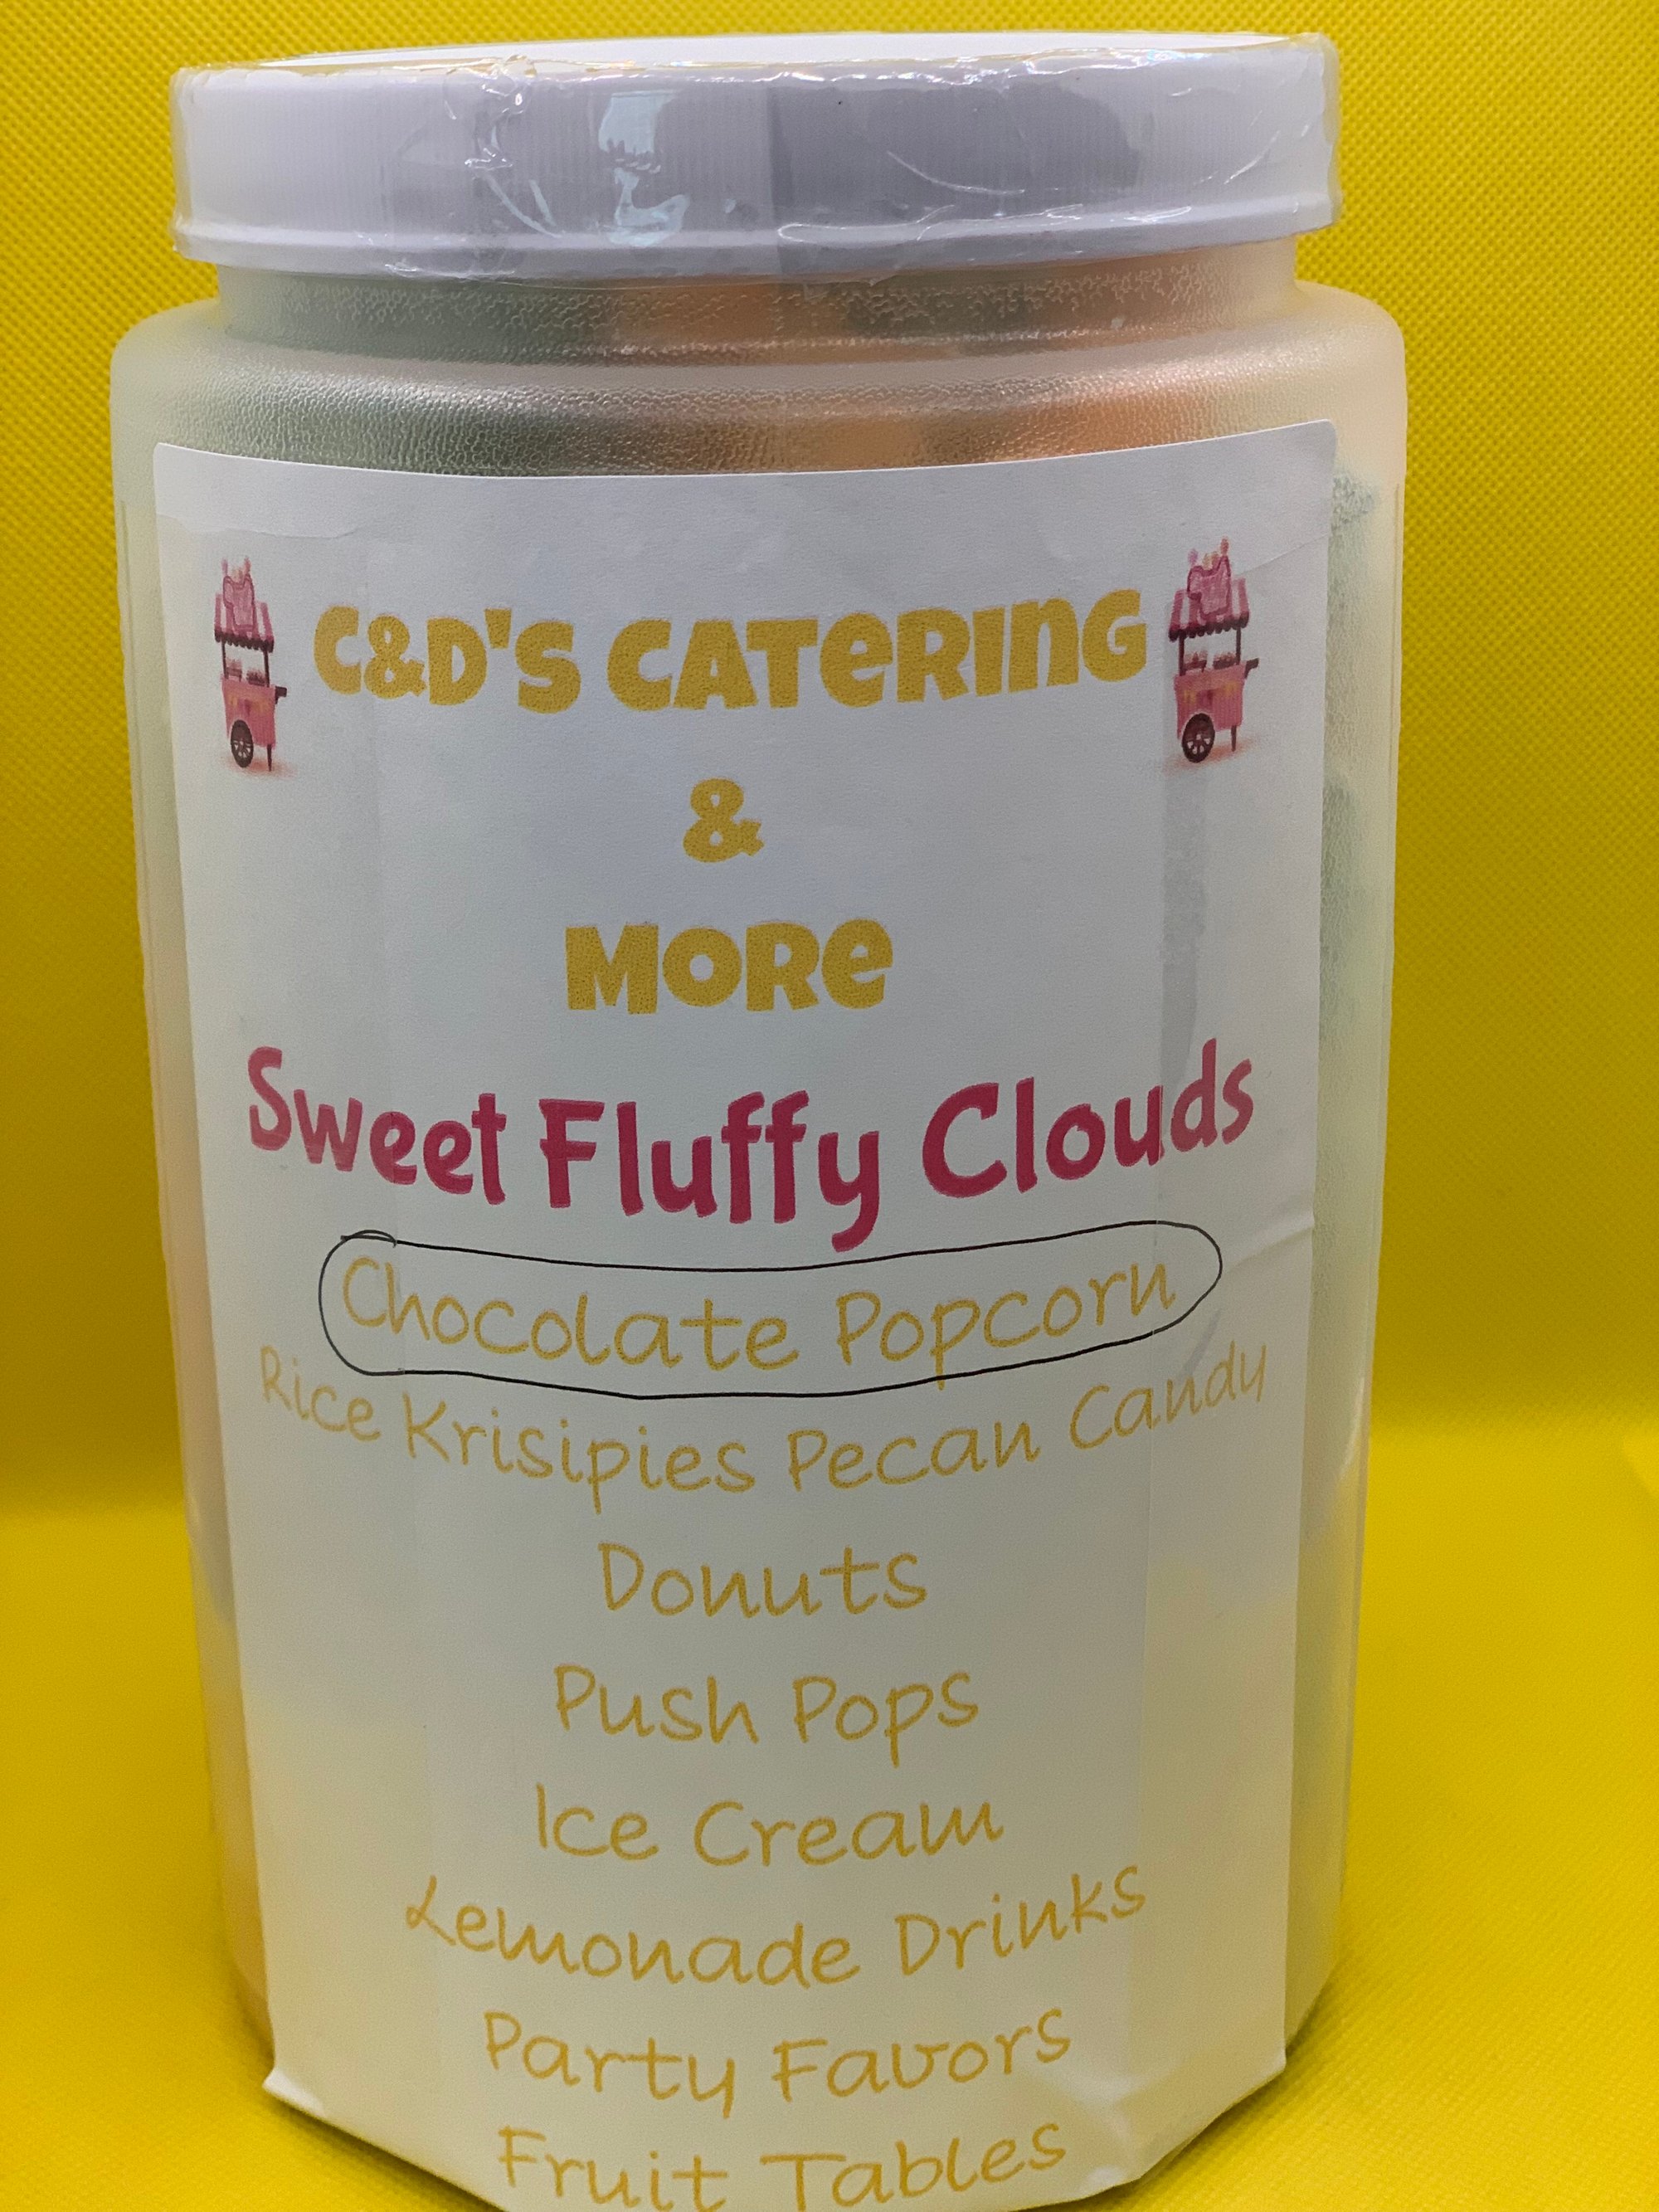 C&D's CATERING
&
MORE
Sweet Fluffy Clouds
Chocolate Popcorn
Rice Krisipies Pecan Candy
Donuts
Push Pops
Ice Cream
Lemonade Drinks
Party Favors
Fruit Tables